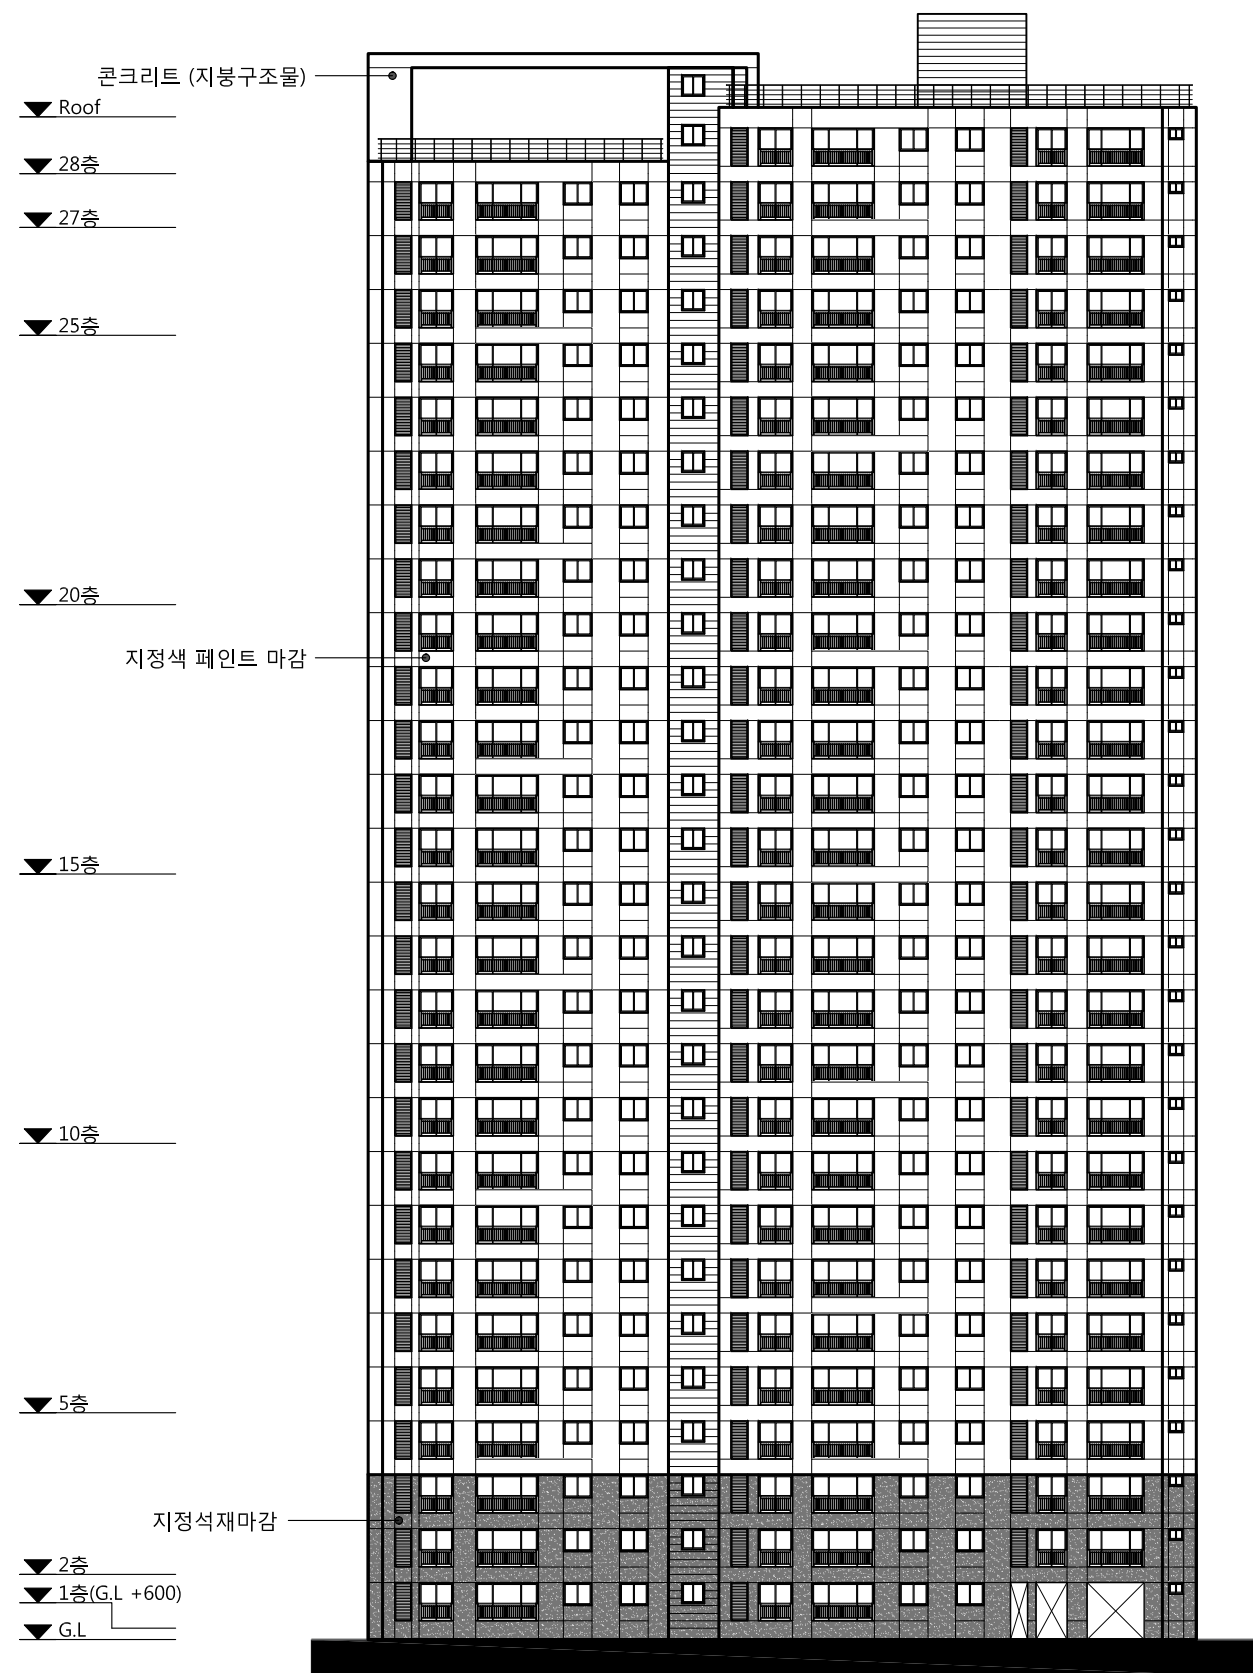 콘크리트 (지붕구조물)
Roof
28층
27층
25층
20층
지정색 페인트 마감
15층
10층
5층
지정석재마감
2층
1층(G.L +600)
G.L